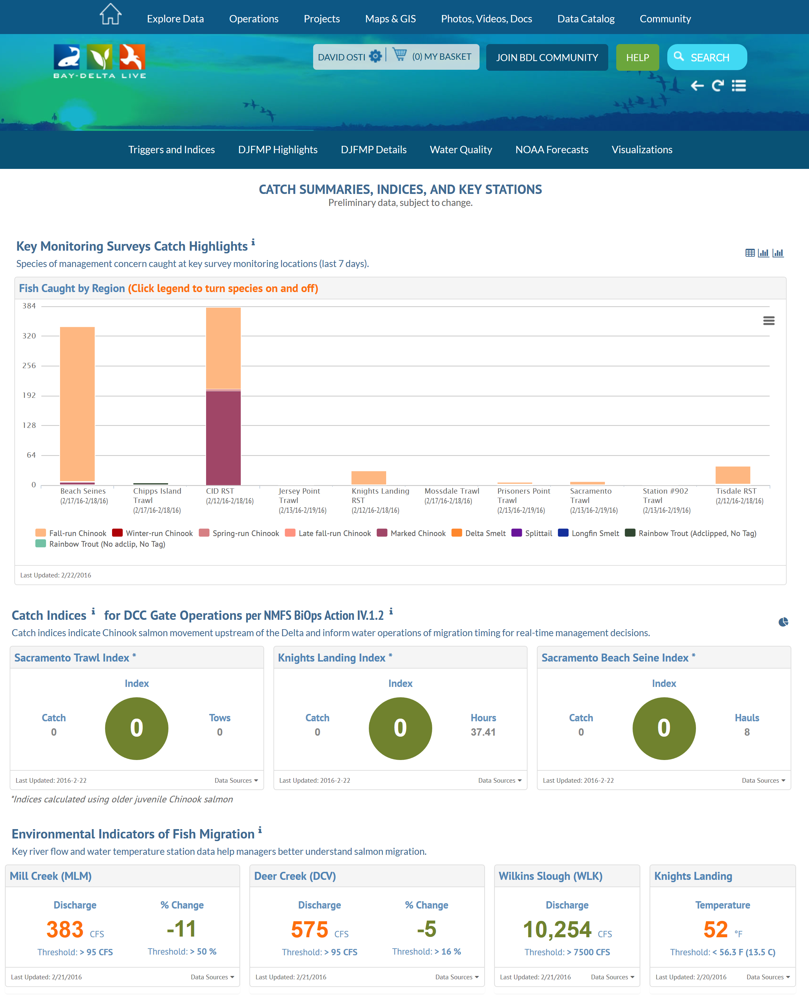 Explore Data Operations Projects Maps & GIS Photos, Videos, Docs Data Catalog Community
BAY-DELTA LIVE
DAVID OSTI (0) MY BASKET JOIN BDL COMMUNITY HELP SEARCH
Triggers and Indices DJFMP Highlights DJFMP Details Water Quality NOAA Forecasts Visualizations
CATCH SUMMARIES, INDICES, AND KEY STATIONS
Preliminary data, subject to change.
Key Monitoring Surveys Catch Highlights i
Species of management concern caught at key survey monitoring locations (last 7 days).
Fish Caught by Region (Click legend to turn species on and off)
384
320
256
192
128
64
0
Beach Seines
(2/17/16-2/18/16)
Chipps Island
Trawl
(2/17/16-2/18/16)
CID RST
(2/12/16-2/18/16)
Jersey Point
Trawl
(2/13/16-2/19/16)
Knights Landing
RST
(2/12/16-2/18/16)
Mossdale Trawl
(2/17/16-2/18/16)
Prisoners Point
Trawl
(2/13/16-2/19/16)
Sacramento
Trawl
(2/13/16-2/19/16)
Station #902
Trawl
(2/13/16-2/19/16)
Tisdale RST
(2/12/16-2/18/16)
Fall-run Chinook Winter-run Chinook Spring-run Chinook Late fall-run Chinook Marked Chinook Delta Smelt Splittail Longfin Smelt Rainbow Trout (Adclipped, No Tag)
Rainbow Trout (No adclip, No Tag)
Last Updated: 2/22/2016
Catch Indices i for DCC Gate Operations per NMFS BiOps Action IV.1.2 i
Catch indices indicate Chinook salmon movement upstream of the Delta and inform water operations of migration timing for real-time management decisions.
Sacramento Trawl Index *
Index
Catch
0
0
Tows
0
Last Updated: 2016-2-22 Data Sources
Knights Landing Index *
Index
Catch
0
0
Hours
37.41
Last Updated: 2016-2-22 Data Sources
Sacramento Beach Seine Index *
Index
Catch
0
0
Hauls
8
Last Updated: 2016-2-22 Data Sources
*Indices calculated using older juvenile Chinook salmon
Environmental Indicators of Fish Migration i
Key river flow and water temperature station data help managers better understand salmon migration.
Mill Creek (MLM)
Discharge % Change
383 CFS -11
Threshold: > 95 CFS Threshold: > 50 %
Last Updated: 2/21/2016 Data Sources
Deer Creek (DCV)
Discharge % Change
575 CFS -5
Threshold: > 95 CFS Threshold: > 16 %
Last Updated: 2/21/2016 Data Sources
Wilkins Slough (WLK)
Discharge
10,254 CFS
Threshold: > 7500 CFS
Last Updated: 2/21/2016 Data Sources
Knights Landing
Temperature
52 °F
Threshold: < 56.3 F (13.5 C)
Last Updated: 2/20/2016 Data Sources